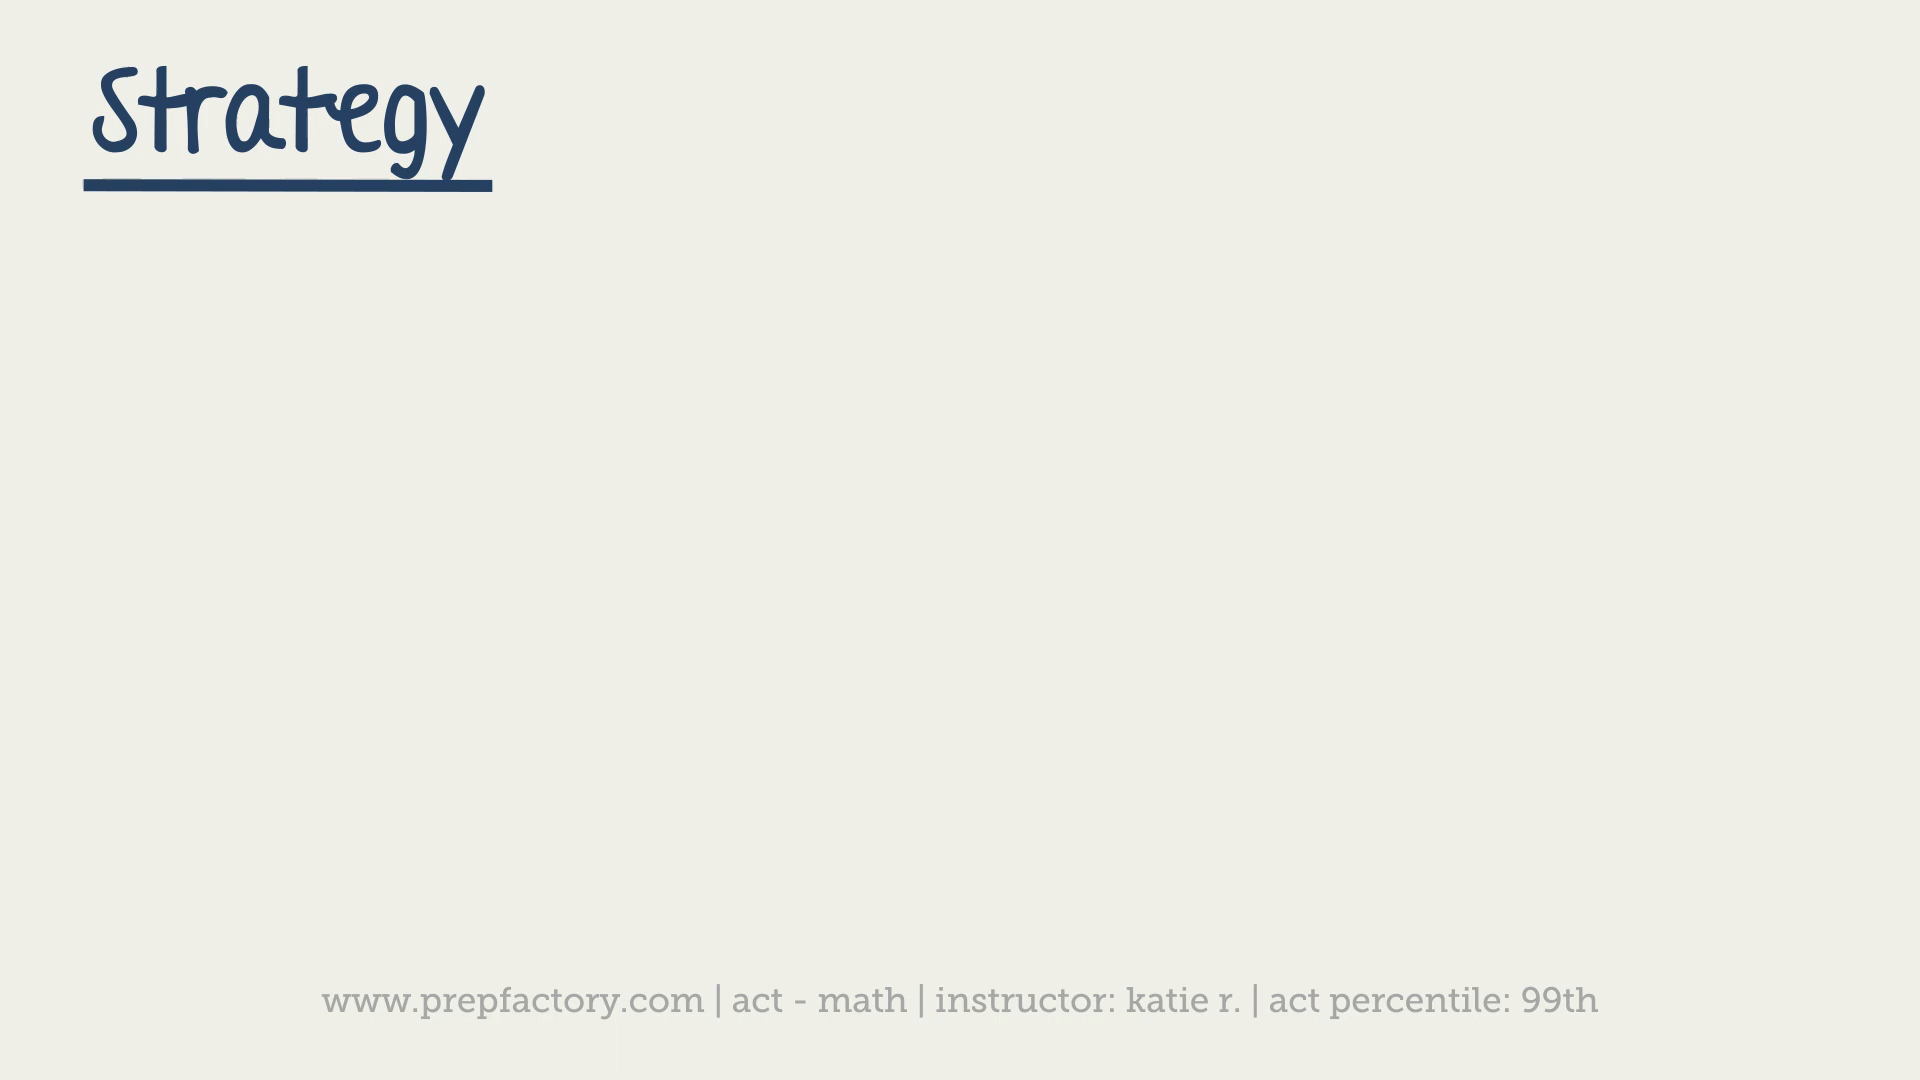 Strategy
www.prepfactory.com | act - math | instructor: katie r. | act percentile: 99th